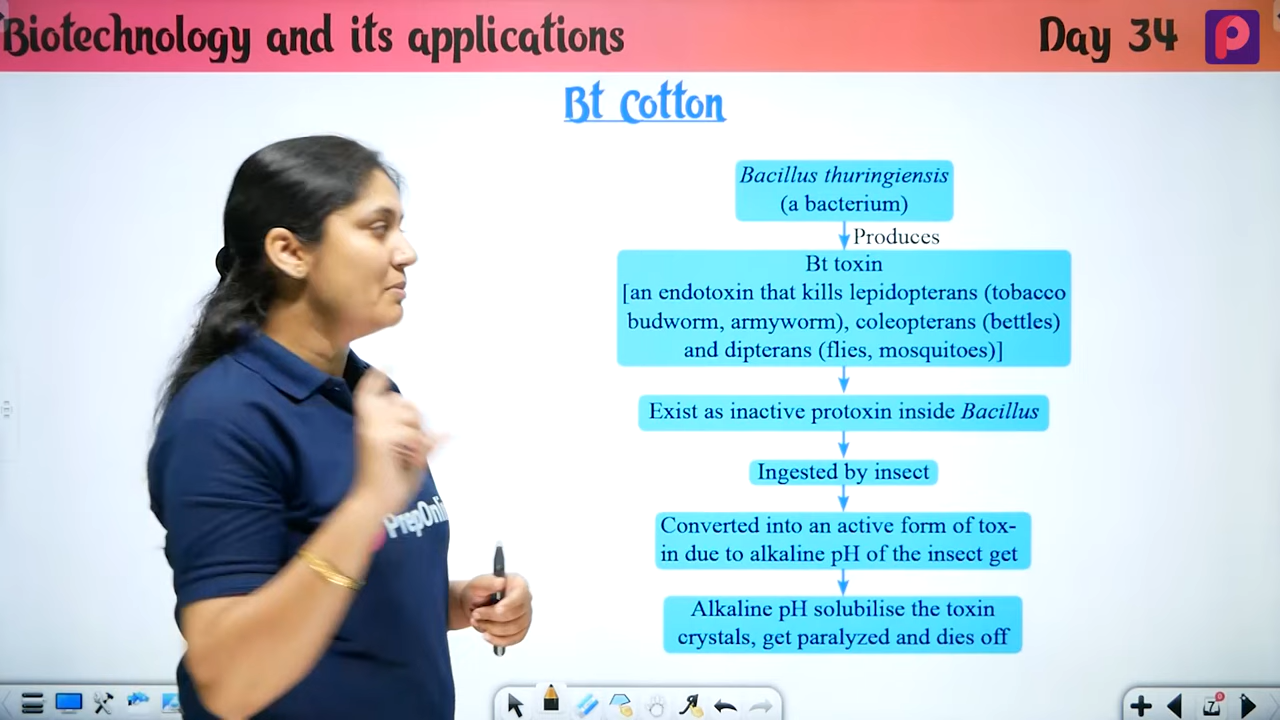 Biotechnology and its applications
Day 34
Bt Cotton
Bacillus thuringiensis
(a bacterium)
Produces
Bt toxin
[an endotoxin that kills lepidopterans (tobacco
budworm, armyworm), coleopterans (bettles)
and dipterans (flies, mosquitoes)]
Exist as inactive protoxin inside Bacillus
Ingested by insect
Converted into an active form of tox-
in due to alkaline pH of the insect get
Alkaline pH solubilise the toxin
crystals, get paralyzed and dies off
PrepOnli
7